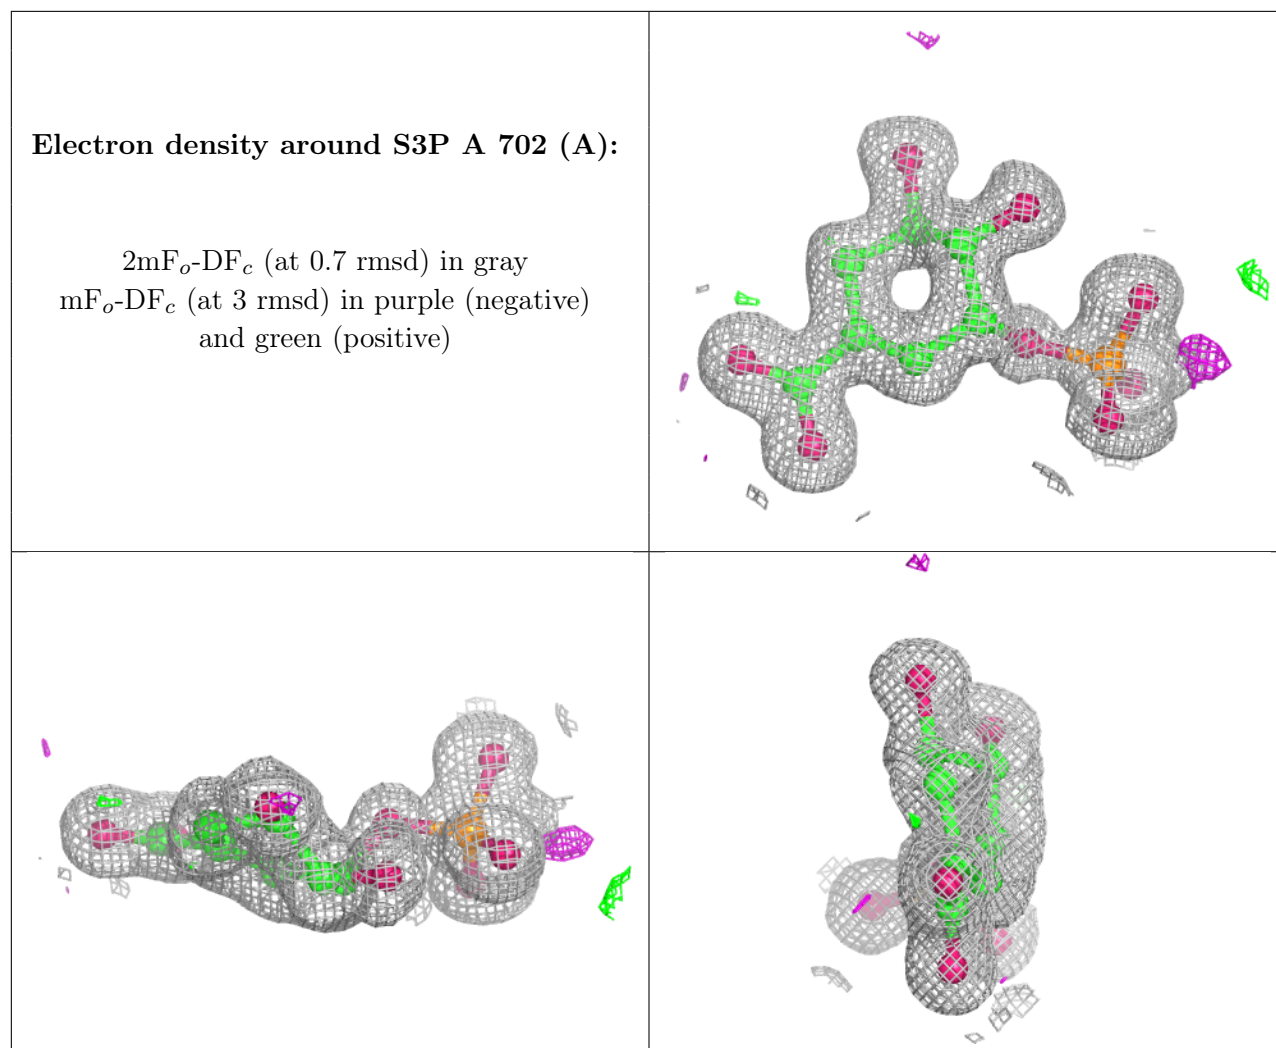 Electron density around S3P A 702 (A):
2mFo-DFc (at 0.7 rmsd) in gray
mFo-DFc (at 3 rmsd) in purple (negative)
and green (positive)